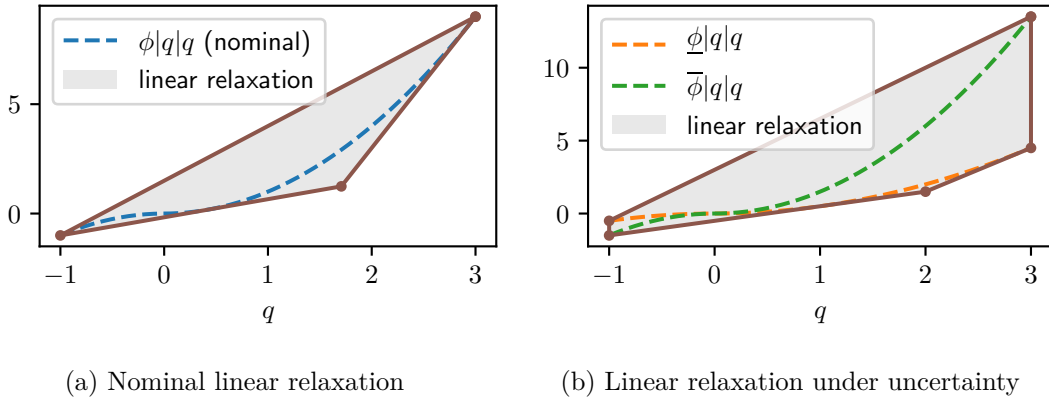 ϕ|q|q (nominal)
linear relaxation
5
0
−1
0
1
2
3
q
(a) Nominal linear relaxation
ϕ̲|q|q
ϕ̅|q|q
linear relaxation
10
5
0
−1
0
1
2
3
q
(b) Linear relaxation under uncertainty